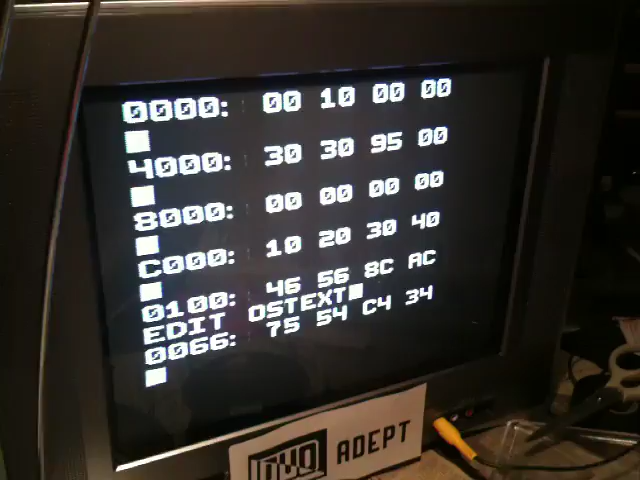 0000: 00 10 00 00
4000: 30 30 95 00
8000: 00 00 00 00
C000: 10 20 30 40
0100: 46 56 8C AC
EDIT OSTEXT
0066: 75 54 C4 34
ADEPT